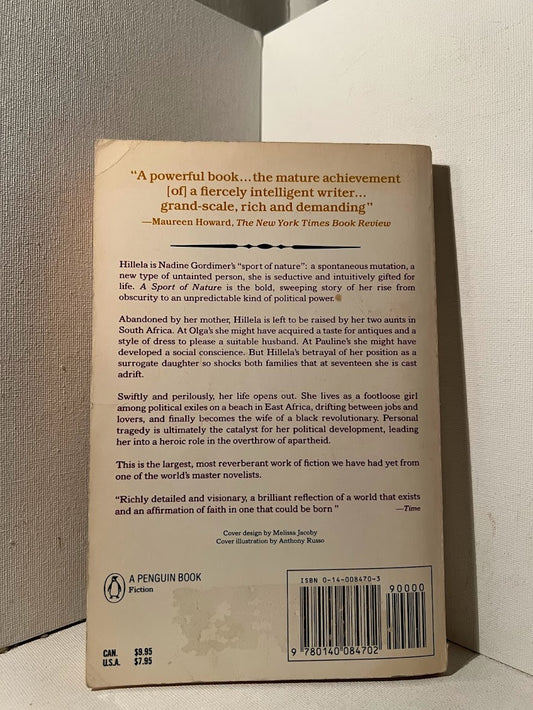 “A powerful book...the mature achievement
[of] a fiercely intelligent writer...
grand-scale, rich and demanding”
—Maureen Howard, The New York Times Book Review
Hillela is Nadine Gordimer's “sport of nature”: a spontaneous mutation, a
new type of untainted person, she is seductive and intuitively gifted for
life. A Sport of Nature is the bold, sweeping story of her rise from
obscurity to an unpredictable kind of political power.
Abandoned by her mother, Hillela is left to be raised by her two aunts in
South Africa. At Olga's she might have acquired a taste for antiques and a
style of dress to please a suitable husband. At Pauline's she might have
developed a social conscience. But Hillela's betrayal of her position as a
surrogate daughter so shocks both families that at seventeen she is cast
adrift.
Swiftly and perilously, her life opens out. She lives as a footloose girl
among political exiles on a beach in East Africa, drifting between jobs and
lovers, and finally becomes the wife of a black revolutionary. Personal
tragedy is ultimately the catalyst for her political development, leading
her into a heroic role in the overthrow of apartheid.
This is the largest, most reverberant work of fiction we have had yet from
one of the world's master novelists.
“Richly detailed and visionary, a brilliant reflection of a world that exists
and an affirmation of faith in one that could be born”
—Time
Cover design by Melissa Jacoby
Cover illustration by Anthony Russo
A PENGUIN BOOK
Fiction
CAN. $9.95
U.S.A. $7.95
ISBN 0-14-008470-3
90000
9 780140 084702